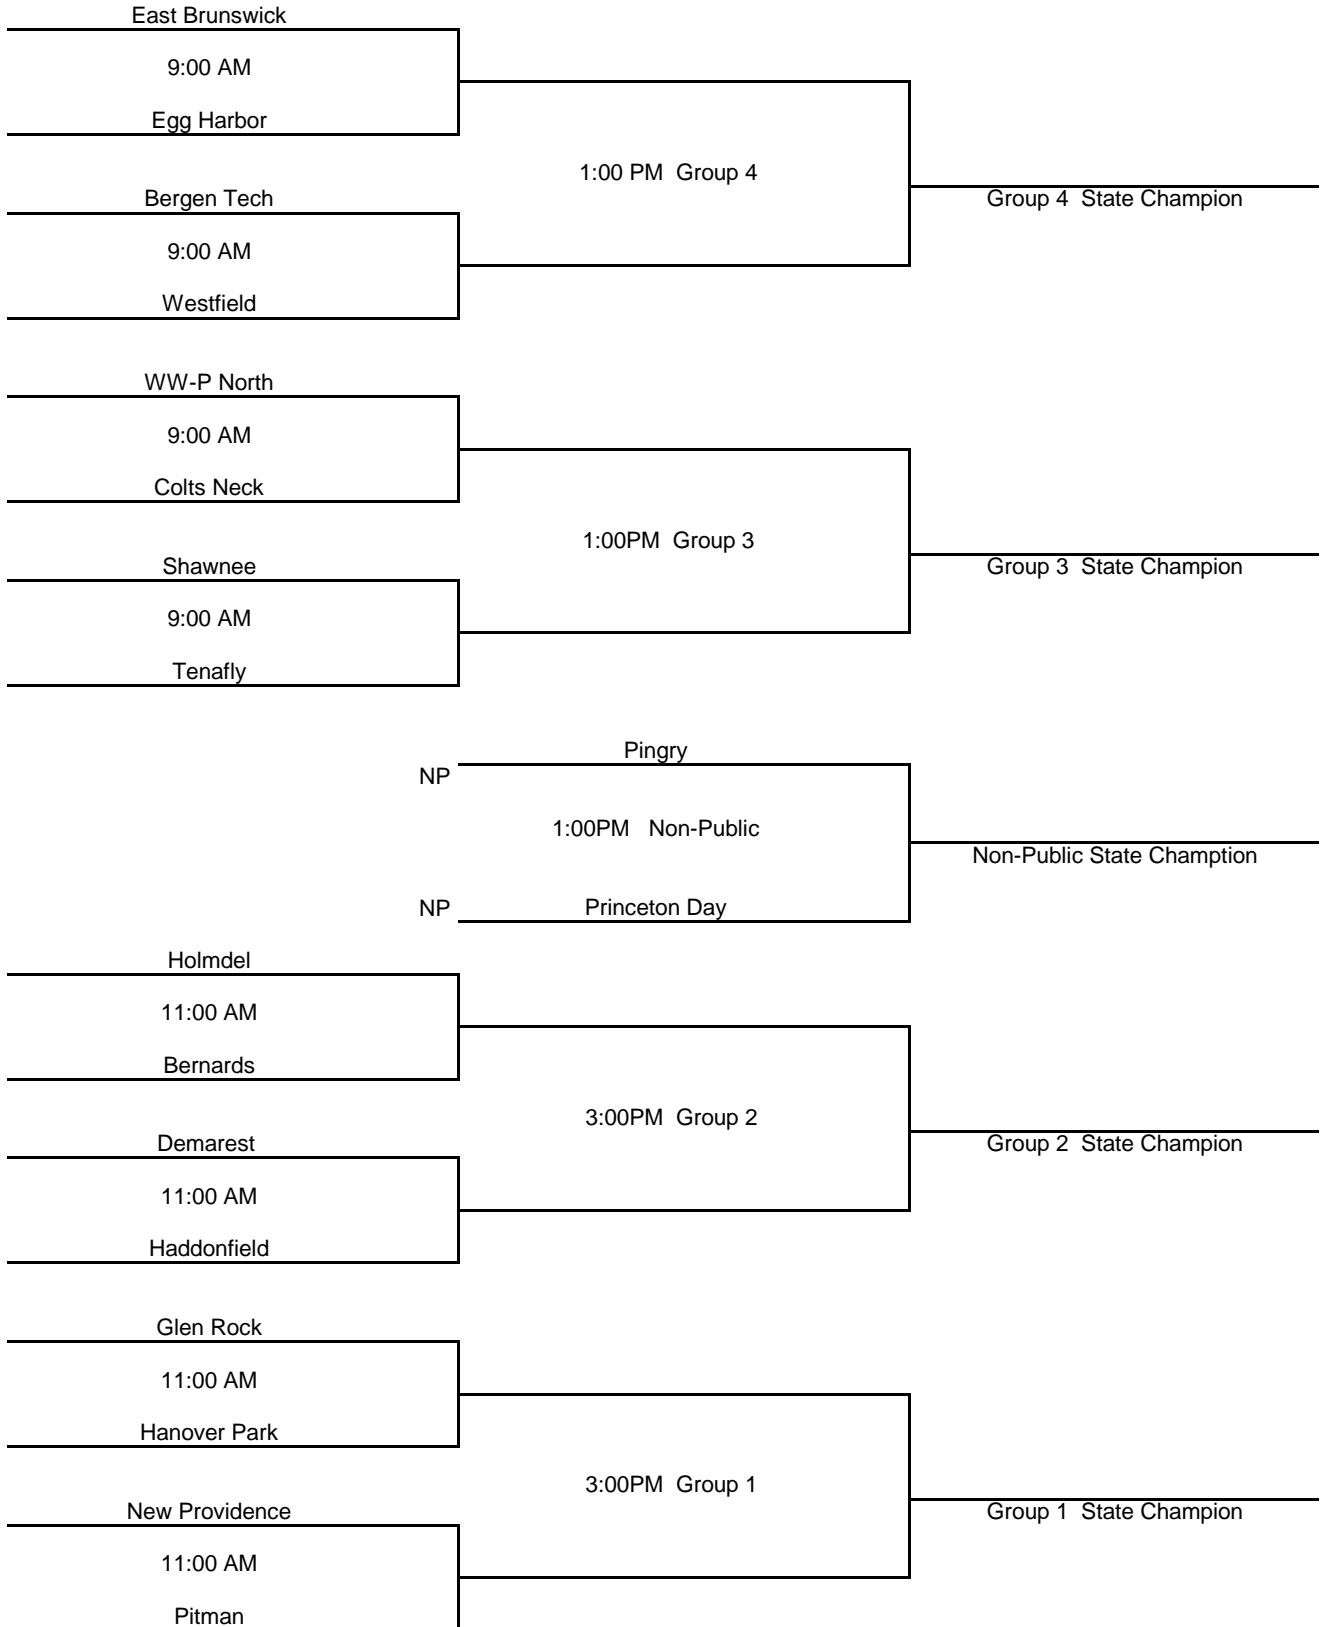 East Brunswick
9:00 AM
Egg Harbor
1:00 PM  Group 4
Bergen Tech
Group 4  State Champion
9:00 AM
Westfield
WW-P North
9:00 AM
Colts Neck
1:00PM  Group 3
Shawnee
Group 3  State Champion
9:00 AM
Tenafly
Pingry
NP
1:00PM   Non-Public
Non-Public State Chamption
NP
Princeton Day
Holmdel
11:00 AM
Bernards
3:00PM  Group 2
Demarest
Group 2  State Champion
11:00 AM
Haddonfield
Glen Rock
11:00 AM
Hanover Park
3:00PM  Group 1
New Providence
Group 1  State Champion
11:00 AM
Pitman